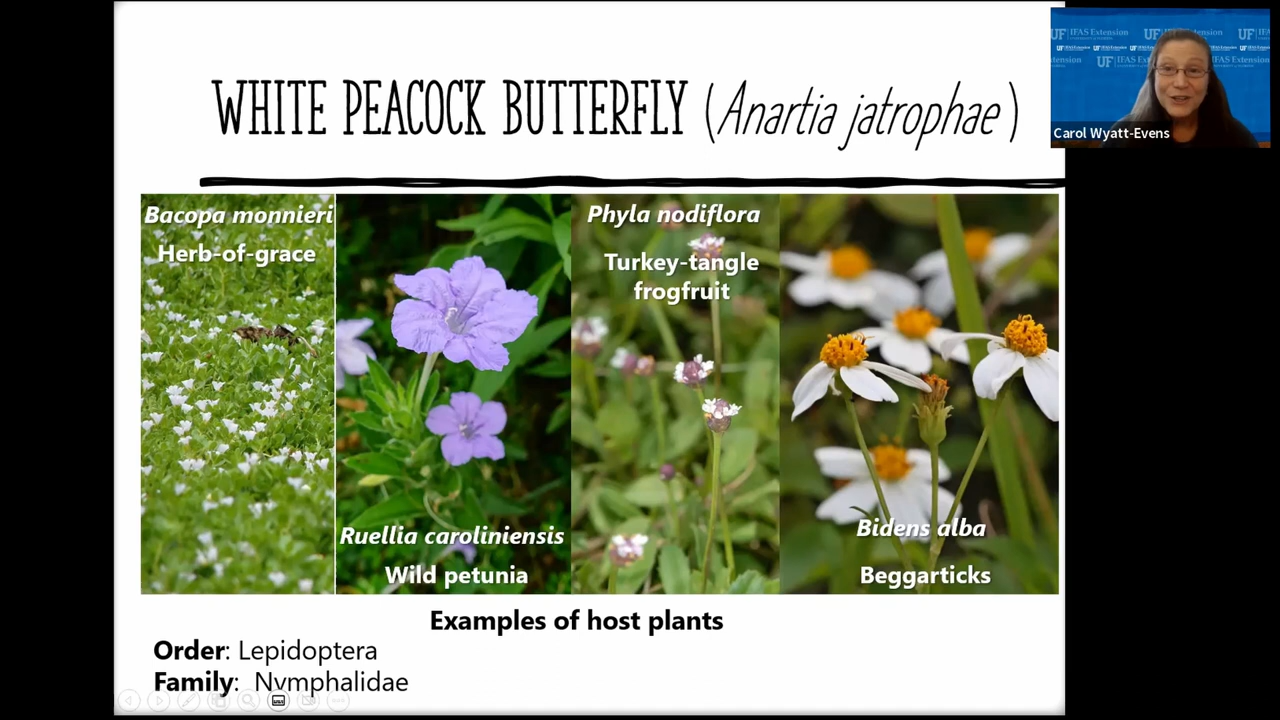 WHITE PEACOCK BUTTERFLY (Anartia jatrophae)
UF IFAS Extension
Carol Wyatt-Evens
Bacopa monnieri
Herb-of-grace
Ruellia caroliniensis
Wild petunia
Phyla nodiflora
Turkey-tangle
frogfruit
Bidens alba
Beggarticks
Examples of host plants
Order: Lepidoptera
Family: Nymphalidae